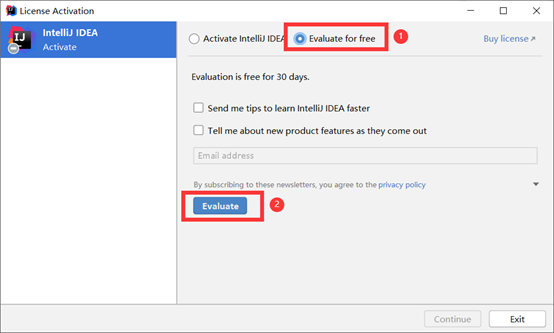 License Activation
IntelliJ IDEA
Activate
Activate IntelliJ IDEA
Evaluate for free
1
Buy license
Evaluation is free for 30 days.
Send me tips to learn IntelliJ IDEA faster
Tell me about new product features as they come out
Email address
By subscribing to these newsletters, you agree to the privacy policy
Evaluate
2
Continue
Exit